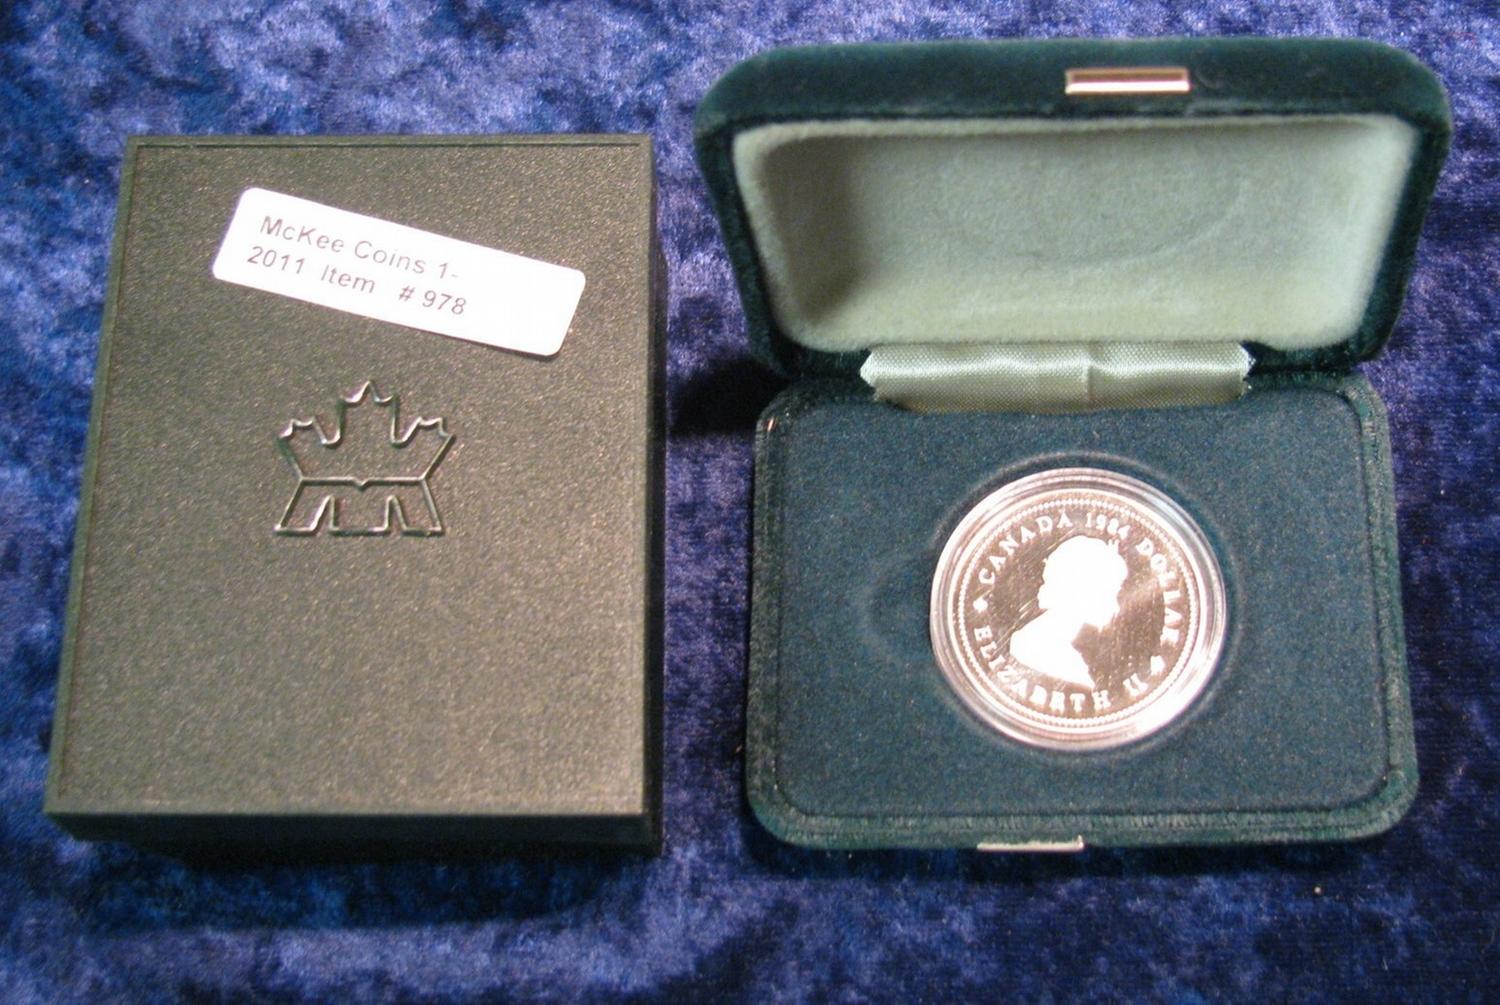 McKee Coins 1-
2011 Item # 978
CANADA 1984 DOLLAR
ELIZABETH II